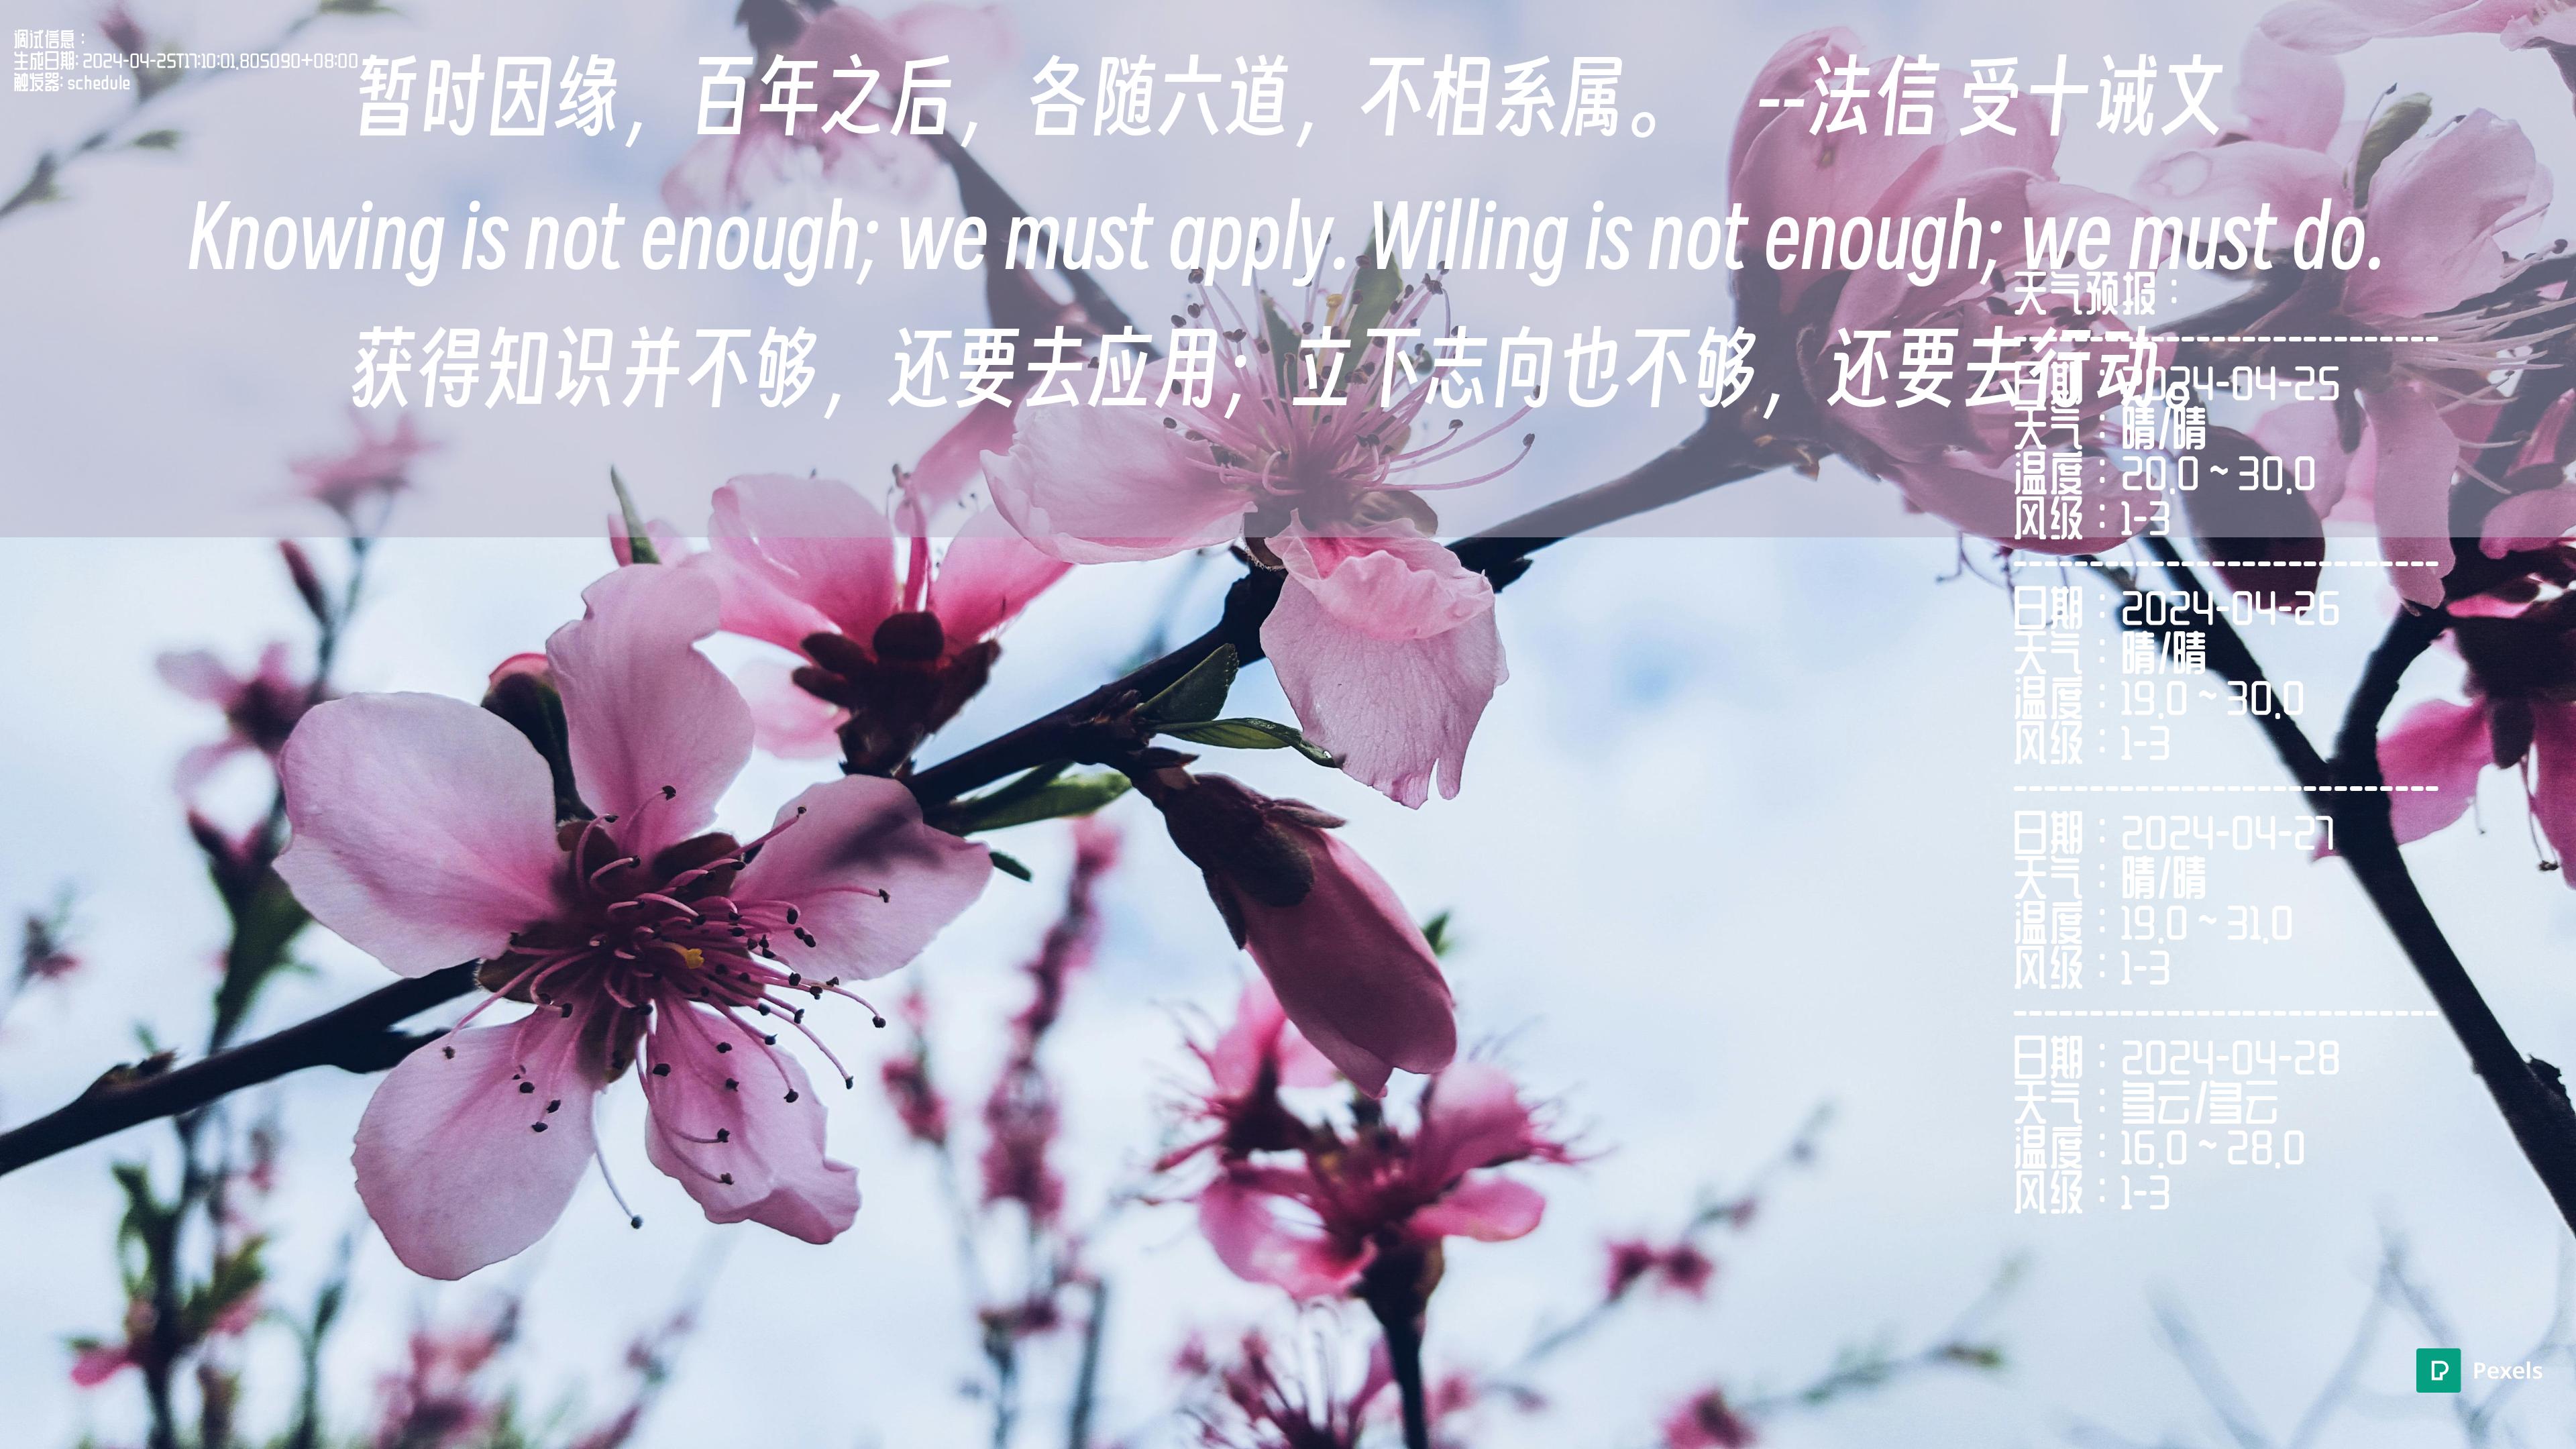 调试信息：
生成日期: 2024-04-25T17:10:01.805090+08:00
触发器: schedule
暂时因缘，百年之后，各随六道，不相系属。 --法信 受十诫文
Knowing is not enough; we must apply. Willing is not enough; we must do.
获得知识并不够，还要去应用；立下志向也不够，还要去行动。
天气预报：
--------------------------
日期：2024-04-25
天气：晴/晴
温度：20.0 ~ 30.0
风级：1-3
--------------------------
日期：2024-04-26
天气：晴/晴
温度：19.0 ~ 30.0
风级：1-3
--------------------------
日期：2024-04-27
天气：晴/晴
温度：19.0 ~ 31.0
风级：1-3
--------------------------
日期：2024-04-28
天气：多云/多云
温度：16.0 ~ 28.0
风级：1-3
Pexels